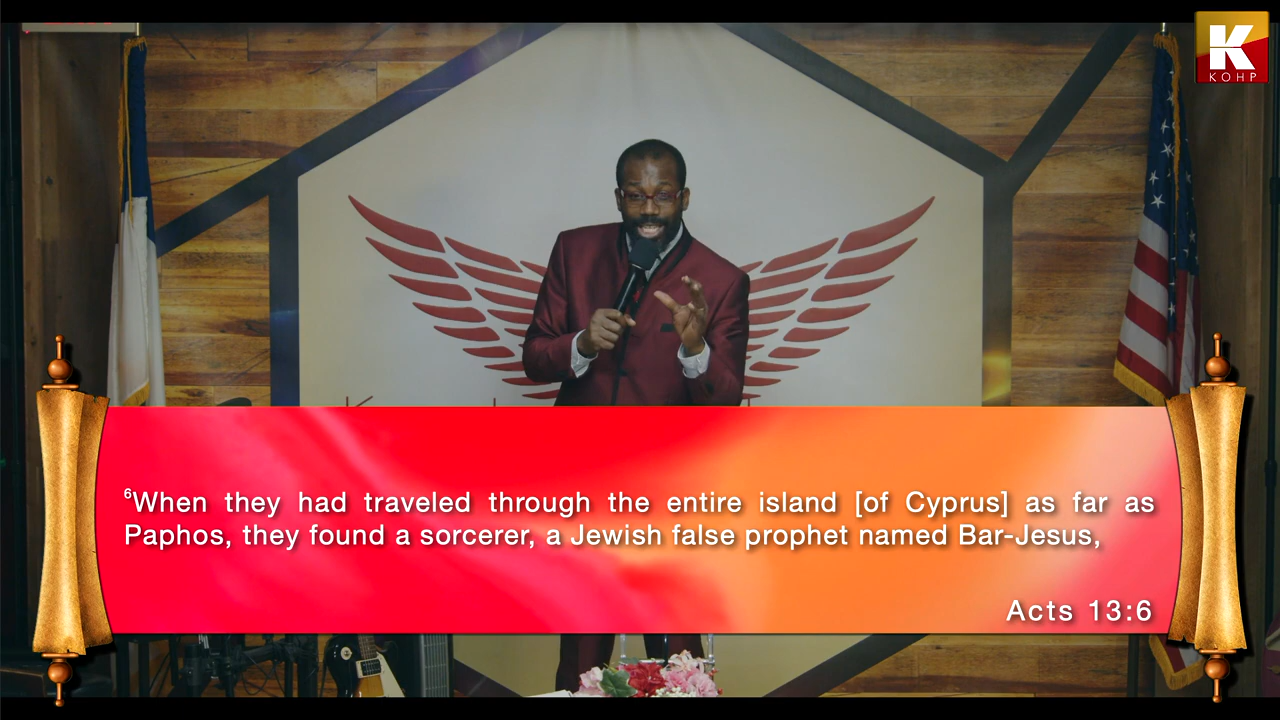 K
KOHP
⁶When they had traveled through the entire island [of Cyprus] as far as
Paphos, they found a sorcerer, a Jewish false prophet named Bar-Jesus,
Acts 13:6